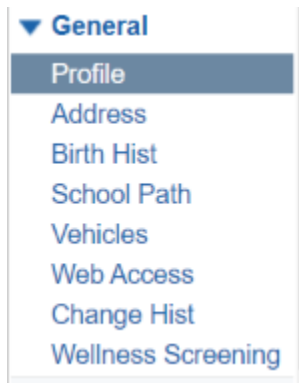 General
Profile
Address
Birth Hist
School Path
Vehicles
Web Access
Change Hist
Wellness Screening